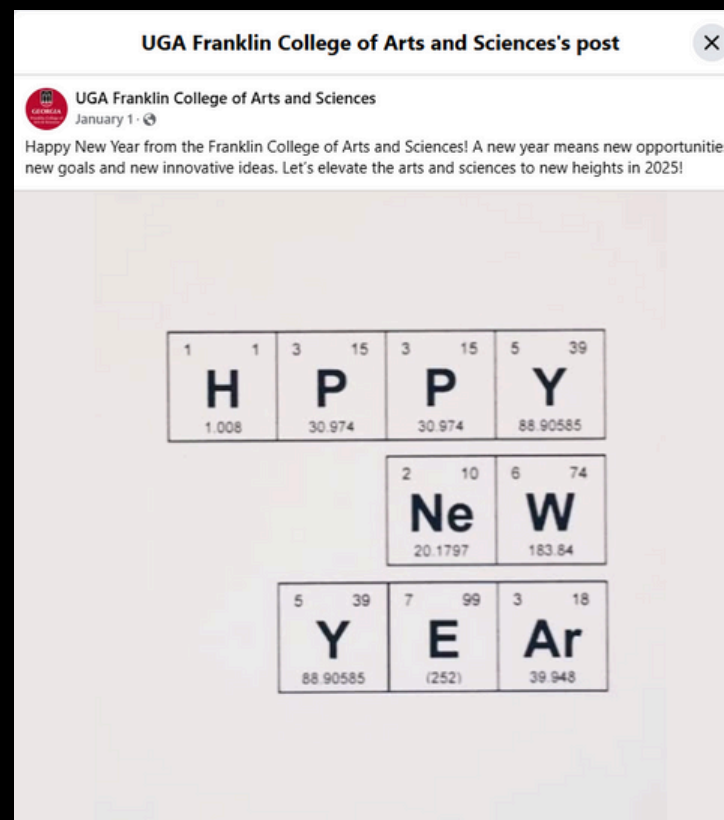 UGA Franklin College of Arts and Sciences's post
UGA Franklin College of Arts and Sciences
January 1
Happy New Year from the Franklin College of Arts and Sciences! A new year means new opportunitie
new goals and new innovative ideas. Let's elevate the arts and sciences to new heights in 2025!
1 1 3 15 3 15 5 39
H P P Y
1.008 30.974 30.974 88.90585
2 10 6 74
Ne W
20.1797 183.84
5 39 7 99 3 18
Y E Ar
88.90585 (252) 39.948